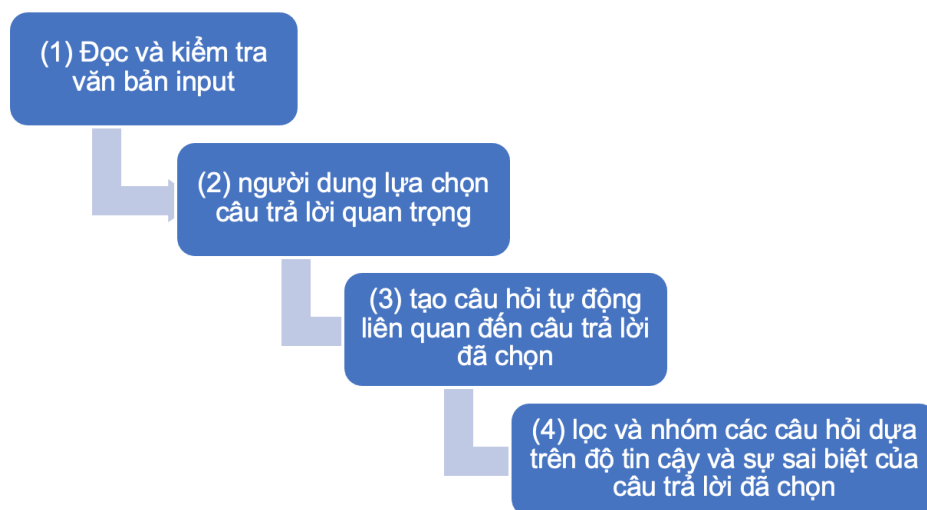 (1) Đọc và kiểm tra
văn bản input
(2) người dung lựa chọn
câu trả lời quan trọng
(3) tạo câu hỏi tự động
liên quan đến câu trả lời
đã chọn
(4) lọc và nhóm các câu hỏi dựa
trên độ tin cậy và sự sai biệt của
câu trả lời đã chọn